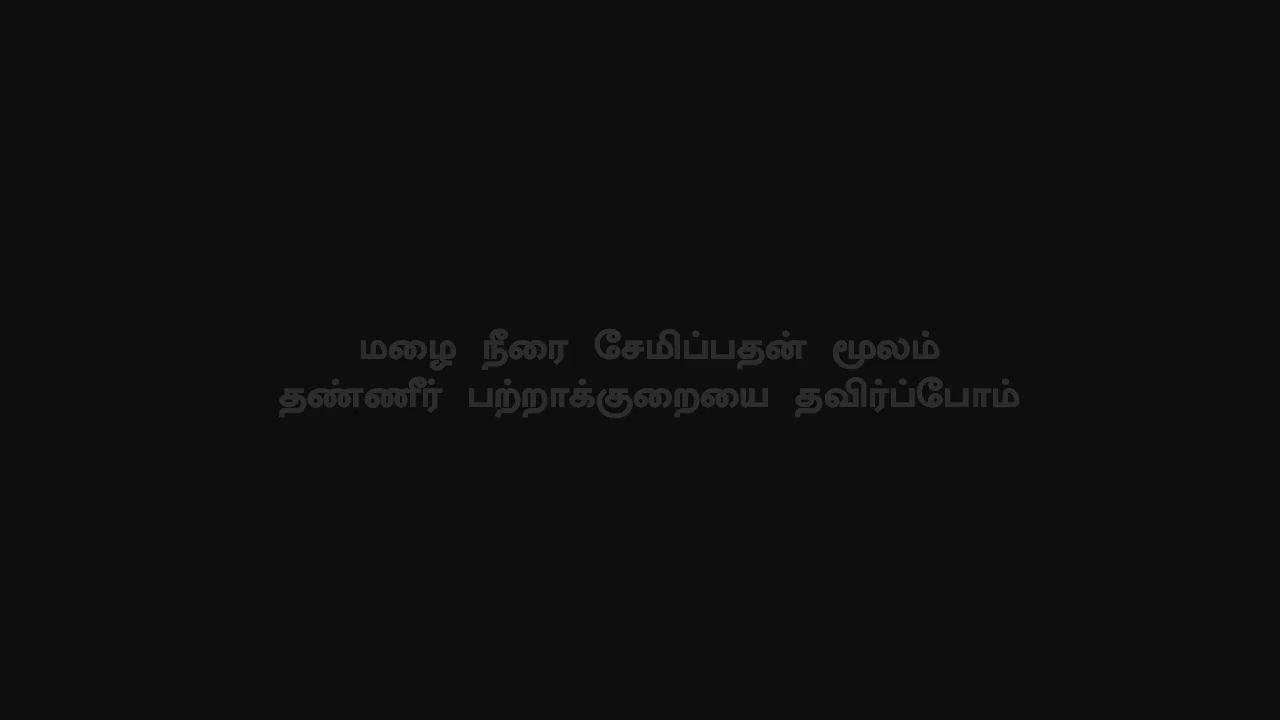 மழை நீரை சேமிப்பதன் மூலம்
தண்ணீர் பற்றாக்குறையை தவிர்ப்போம்